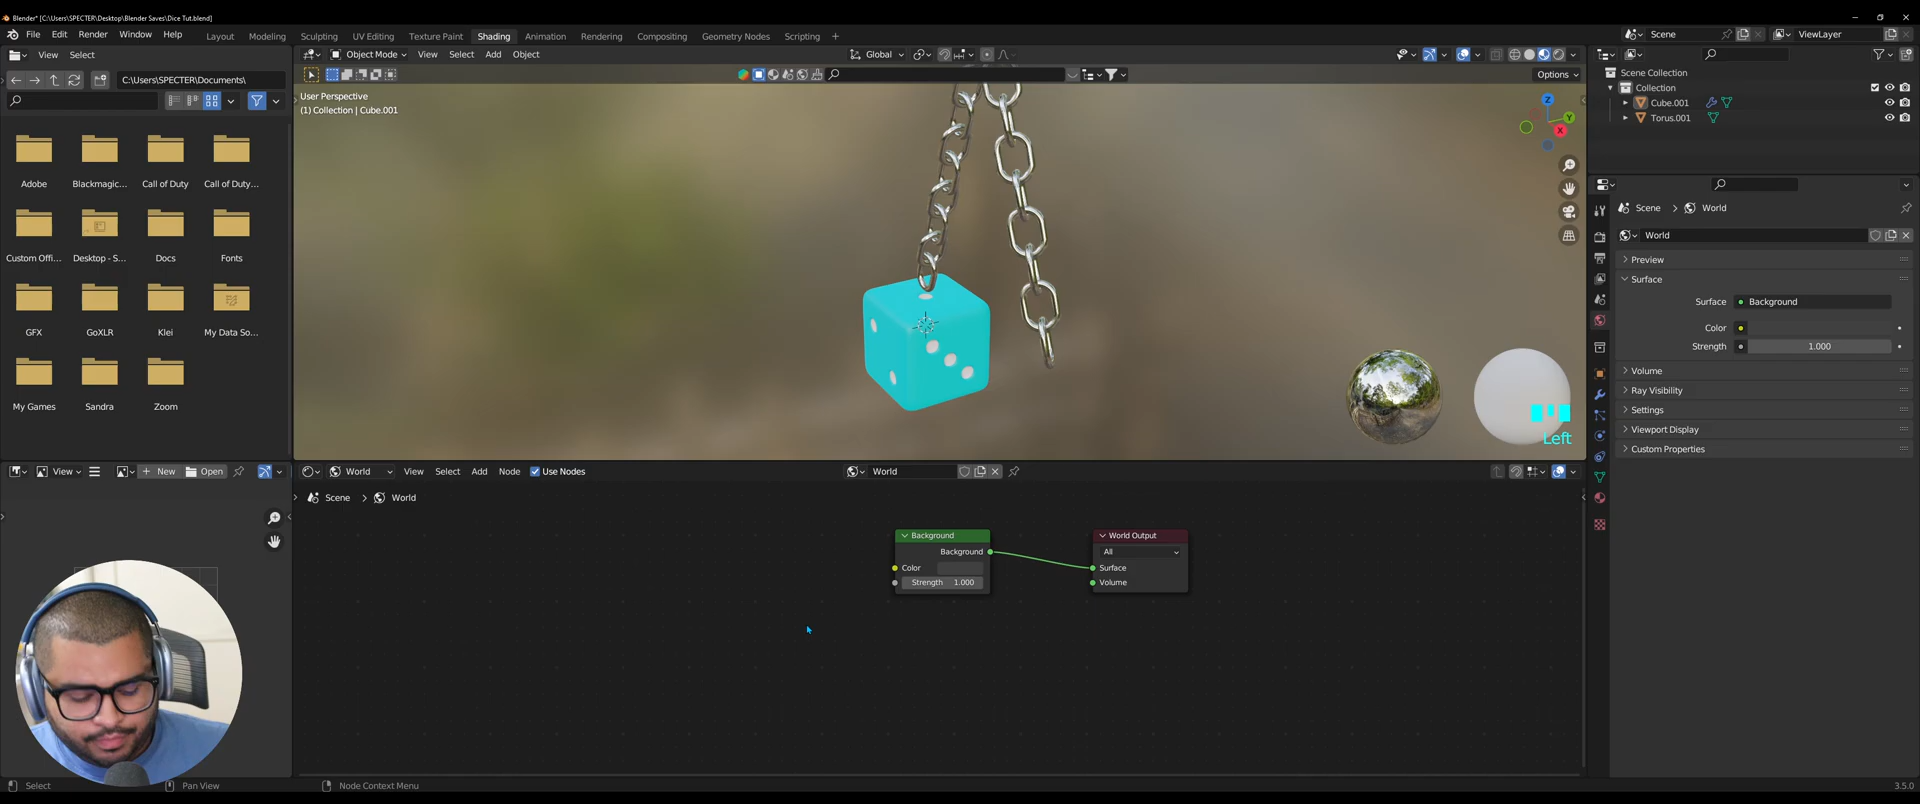 Blender* [C:\Users\SPECTER\Desktop\Blender Saves\Dice Tut.blend]
File Edit Render Window Help
Layout Modeling Sculpting UV Editing Texture Paint Shading Animation Rendering Compositing Geometry Nodes Scripting +
Scene
ViewLayer
View Select
Object Mode View Select Add Object
Global
C:\Users\SPECTER\Documents\
Options
User Perspective
(1) Collection | Cube.001
Z
Y
X
Scene Collection
Collection
Cube.001
Torus.001
Adobe Blackmagic... Call of Duty Call of Duty...
Custom Offi... Desktop - S... Docs Fonts
GFX GoXLR Klei My Data So...
My Games Sandra Zoom
Scene > World
World
Preview
Surface
Surface Background
Color
Strength 1.000
Volume
Ray Visibility
Settings
Viewport Display
Custom Properties
Left
View + New Open
World View Select Add Node Use Nodes
World
Scene > World
Background
Background
Color
Strength 1.000
World Output
All
Surface
Volume
Select Pan View Node Context Menu
3.5.0